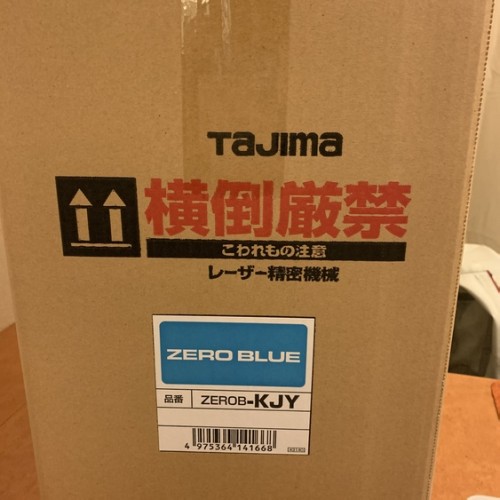 TaJIma
横倒厳禁
こわれもの注意
レーザー精密機械
ZERO BLUE
品番 ZEROB-KJY
4 975364 141668